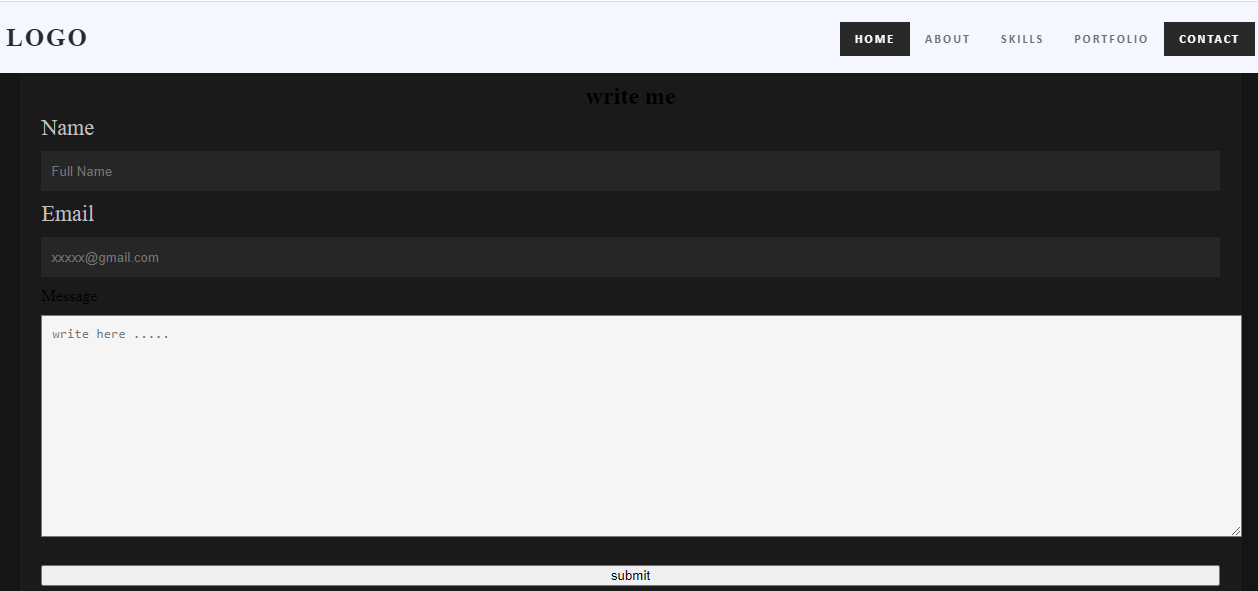 LOGO
HOME ABOUT SKILLS PORTFOLIO CONTACT
write me
Name
Full Name
Email
xxxxx@gmail.com
Message
write here .....
submit